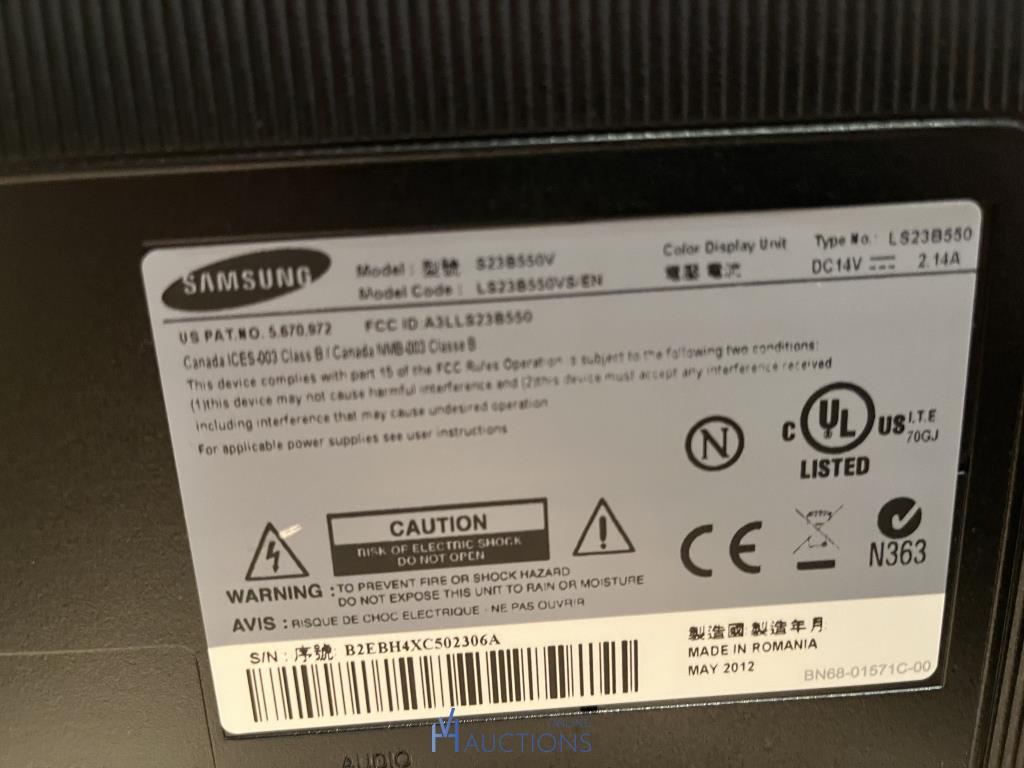 SAMSUNG
Model : 型號 S23B550V
Model Code : LS23B550VS/EN
Color Display Unit
電壓 電流
Type No.: LS23B550
DC14V 2.14A
US PAT.NO. 5,670,972 FCC ID A3LLS23B550
Canada ICES-003 Class B / Canada NMB-003 Classe B
This device complies with part 15 of the FCC Rules Operation is subject to the following two conditions:
(1)this device may not cause harmful interference and (2)this device must accept any interference received
including interference that may cause undesired operation
For applicable power supplies see user instructions
N
C UL US I.T.E
70GJ
LISTED
CAUTION
RISK OF ELECTRIC SHOCK
DO NOT OPEN
CE
N363
WARNING : TO PREVENT FIRE OR SHOCK HAZARD
DO NOT EXPOSE THIS UNIT TO RAIN OR MOISTURE
AVIS : RISQUE DE CHOC ELECTRIQUE - NE PAS OUVRIR
S/N : 序號 B2EBH4XC502306A
製造國 製造年月
MADE IN ROMANIA
MAY 2012
BN68-01571C-00
AUDIO
AUCTIONS